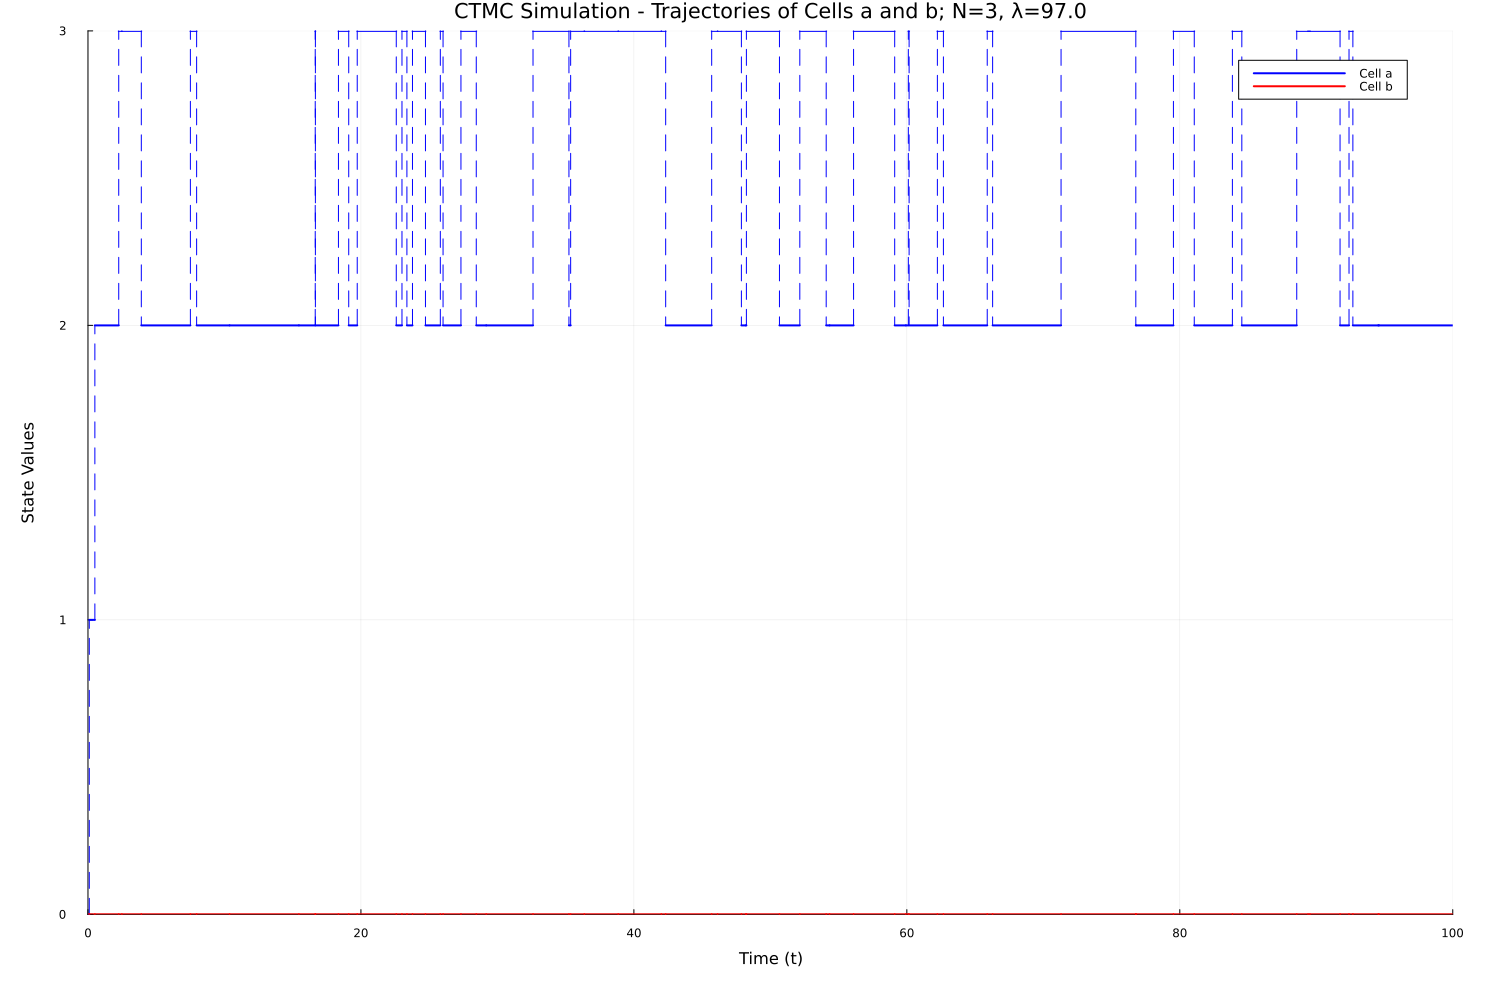 CTMC Simulation - Trajectories of Cells a and b; N=3, λ=97.0
3
Cell a
Cell b
2
State Values
1
0
0 20 40 60 80 100
Time (t)